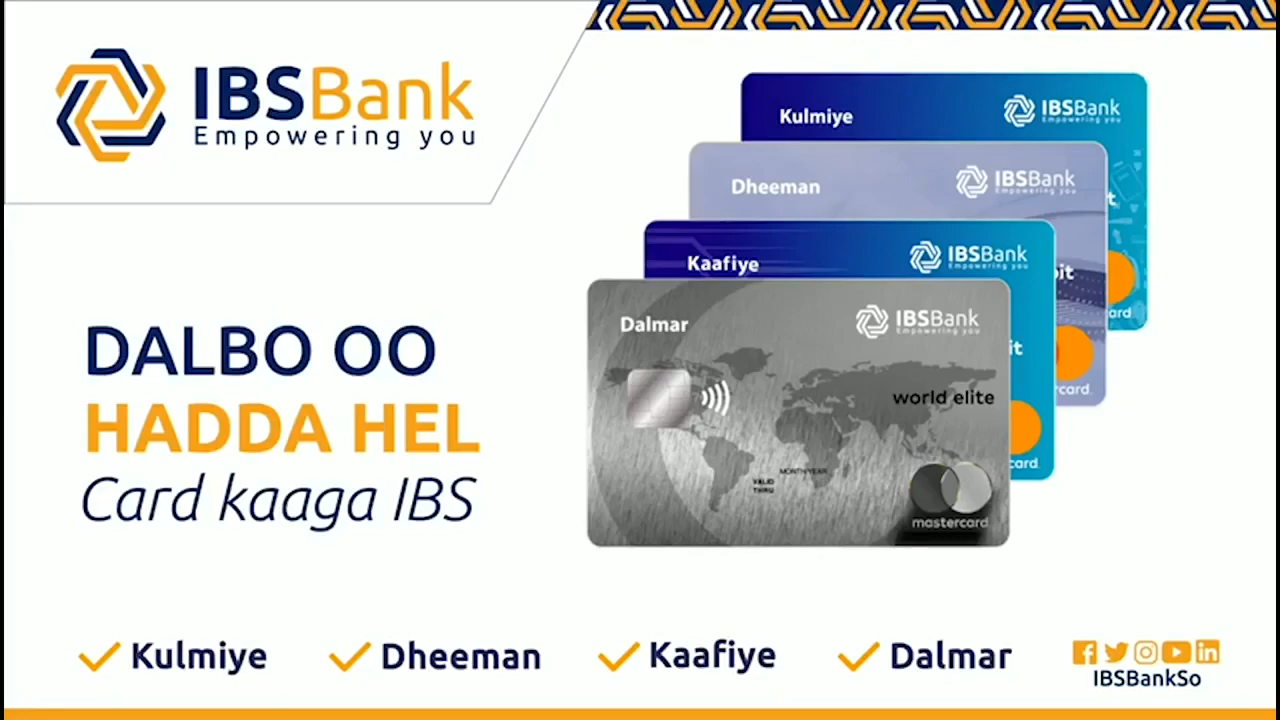 IBSBank
Empowering you
DALBO OO
HADDA HEL
Card kaaga IBS
Kulmiye
IBSBank
Empowering you
Dheeman
IBSBank
Empowering you
Kaafiye
IBSBank
Empowering you
Dalmar
IBSBank
Empowering you
world elite
MONTH/YEAR
VALID
THRU
mastercard
Kulmiye
Dheeman
Kaafiye
Dalmar
IBSBankSo